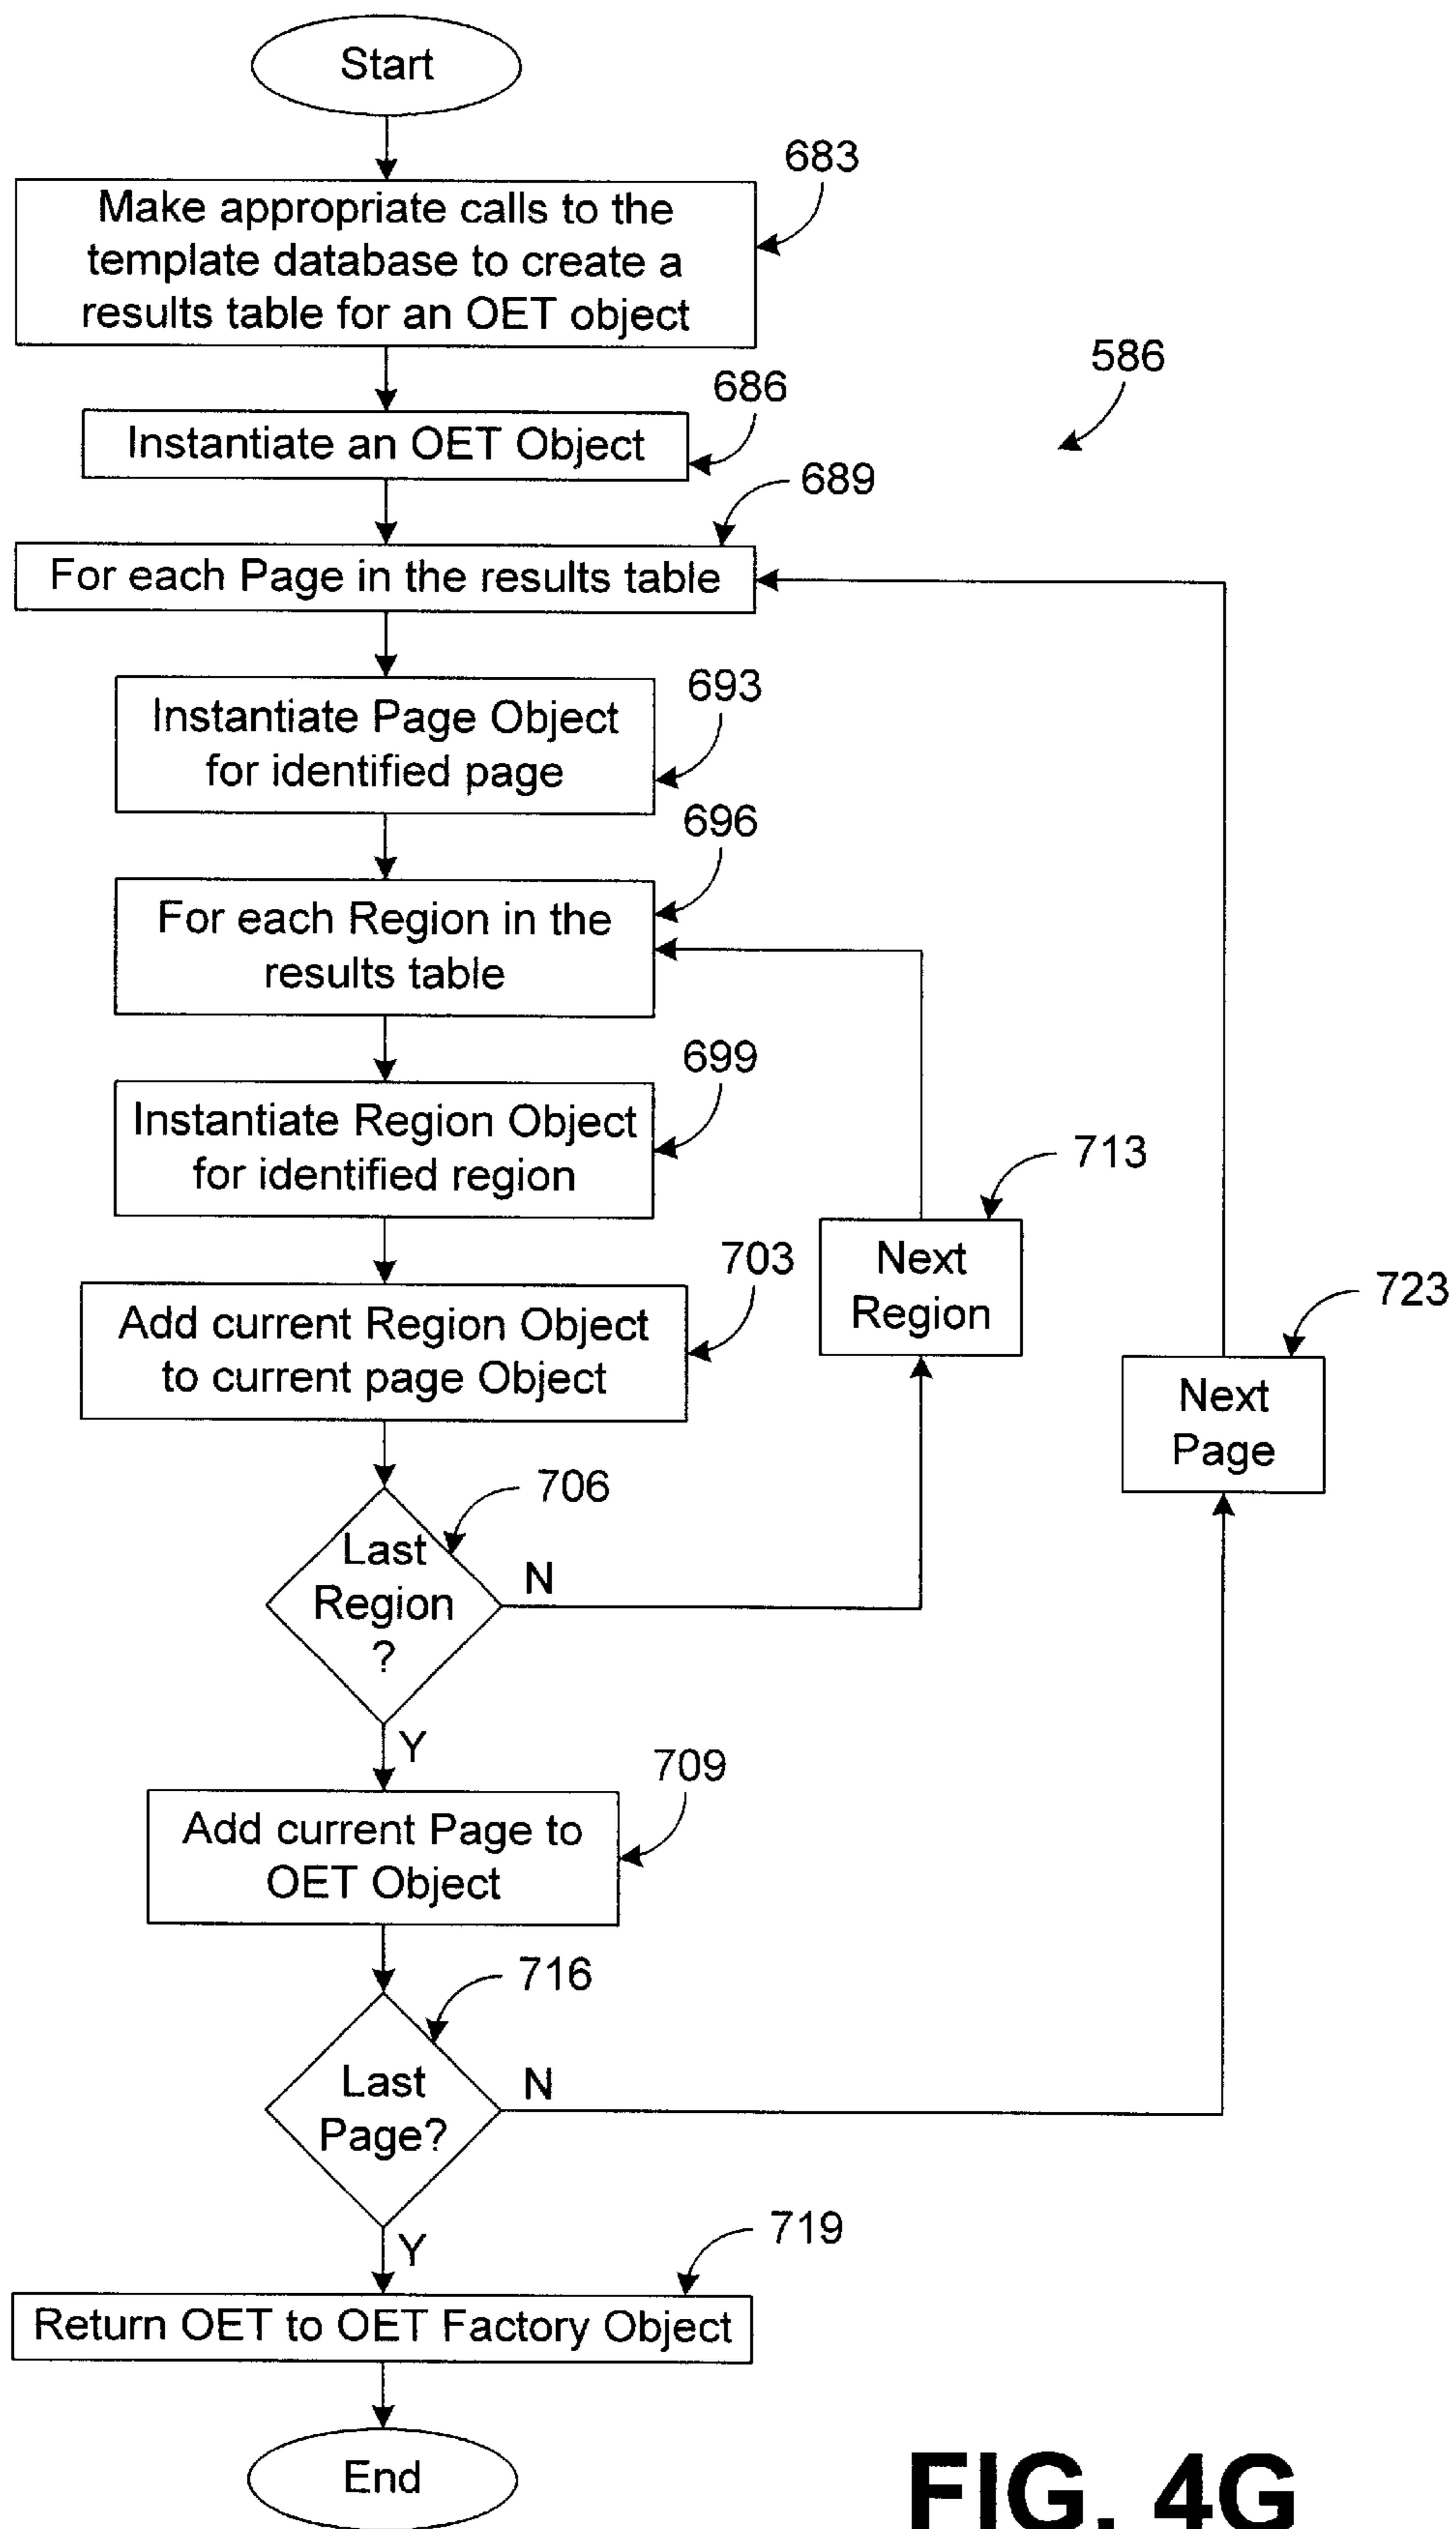 Start
683
Make appropriate calls to the
template database to create a
results table for an OET object
586
686
Instantiate an OET Object
689
For each Page in the results table
693
Instantiate Page Object
for identified page
696
For each Region in the
results table
699
Instantiate Region Object
for identified region
713
Next
Region
703
Add current Region Object
to current page Object
723
Next
Page
706
Last
Region
?
N
Y
709
Add current Page to
OET Object
716
Last
Page?
N
Y
719
Return OET to OET Factory Object
End
FIG. 4G